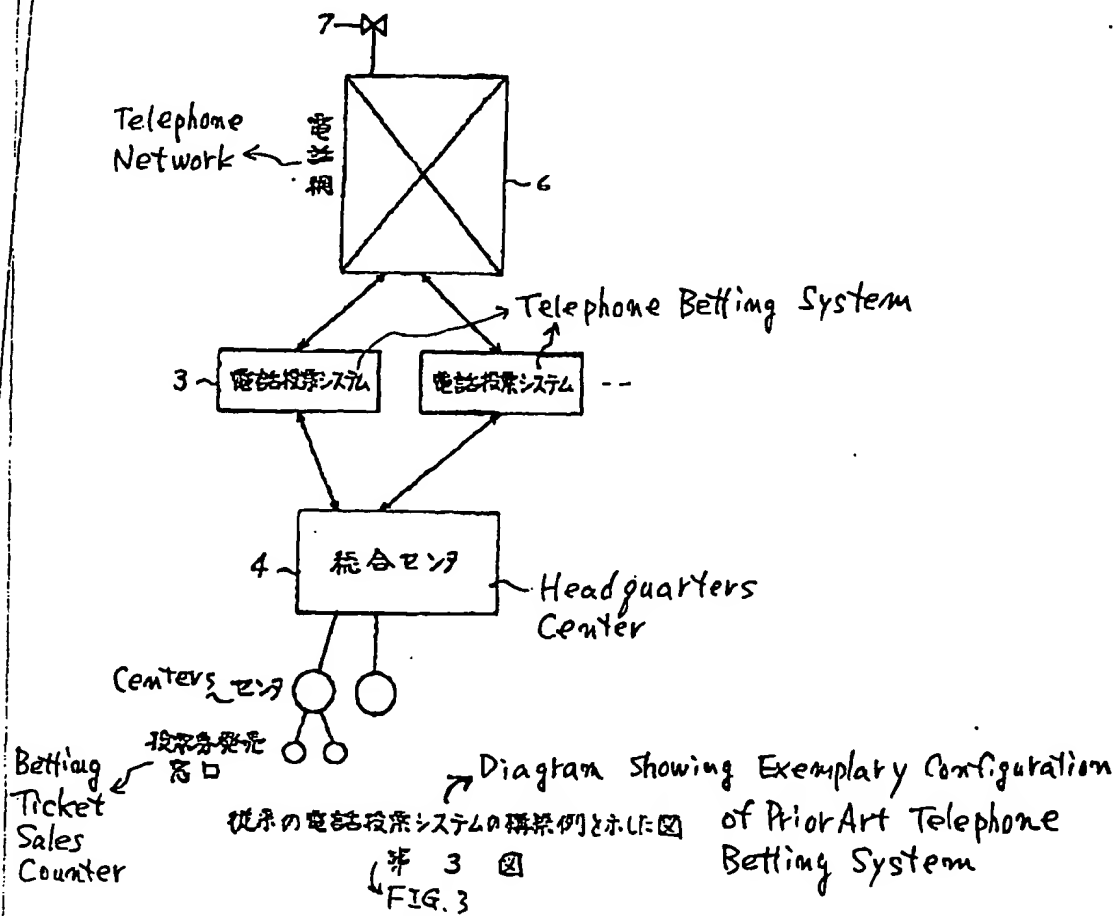 7
Telephone
Network
電話網
6
Telephone Betting System
3
電話投票システム
電話投票システム
--
4
総合センタ
Headquarters
Center
Centers
センタ
投票券発売
窓口
Betting
Ticket
Sales
Counter
Diagram Showing Exemplary Configuration
of Prior Art Telephone
Betting System
従来の電話投票システムの構築例を示した図
第 3 図
FIG.3